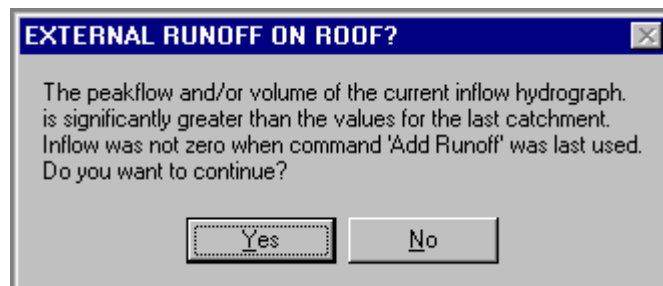 EXTERNAL RUNOFF ON ROOF?
The peakflow and/or volume of the current inflow hydrograph.
is significantly greater than the values for the last catchment.
Inflow was not zero when command 'Add Runoff' was last used.
Do you want to continue?
Yes
No